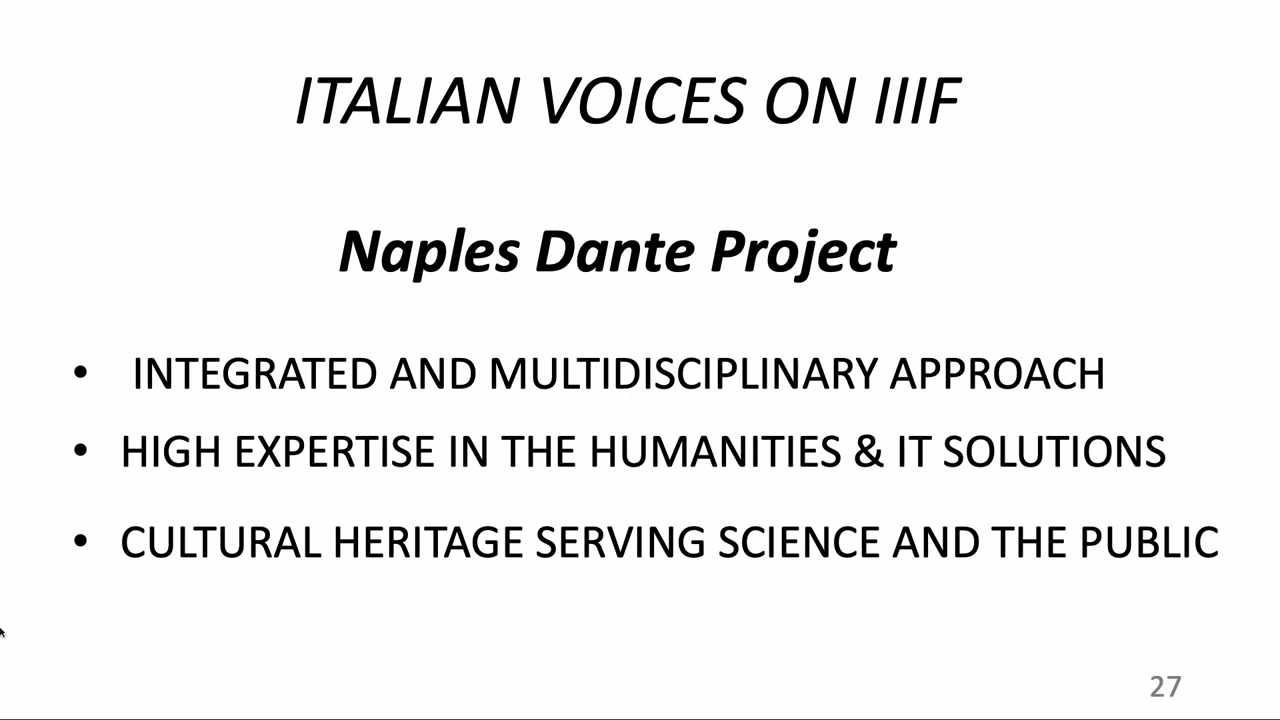 ITALIAN VOICES ON IIIF
Naples Dante Project
• INTEGRATED AND MULTIDISCIPLINARY APPROACH
• HIGH EXPERTISE IN THE HUMANITIES & IT SOLUTIONS
• CULTURAL HERITAGE SERVING SCIENCE AND THE PUBLIC
27